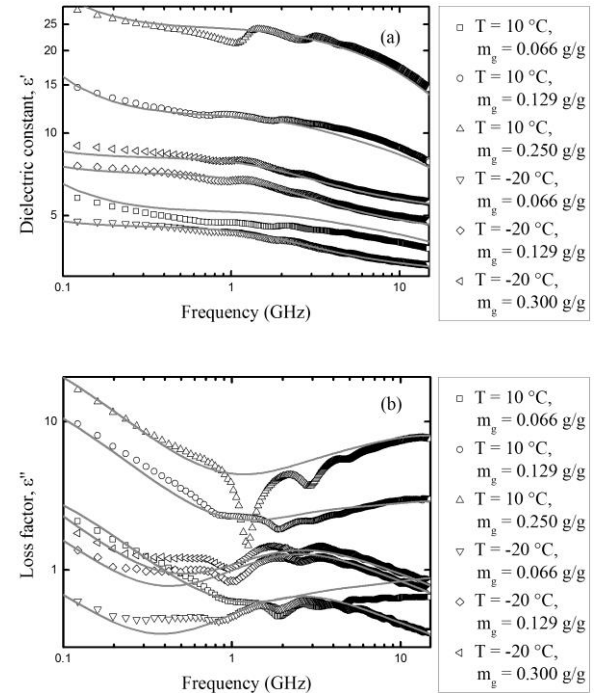 (a)
Dielectric constant, ε'
25
20
15
10
5
0.1
1
10
Frequency (GHz)
T = 10 °C,
m_g = 0.066 g/g
T = 10 °C,
m_g = 0.129 g/g
T = 10 °C,
m_g = 0.250 g/g
T = -20 °C,
m_g = 0.066 g/g
T = -20 °C,
m_g = 0.129 g/g
T = -20 °C,
m_g = 0.300 g/g
(b)
Loss factor, ε"
10
1
0.1
1
10
Frequency (GHz)
T = 10 °C,
m_g = 0.066 g/g
T = 10 °C,
m_g = 0.129 g/g
T = 10 °C,
m_g = 0.250 g/g
T = -20 °C,
m_g = 0.066 g/g
T = -20 °C,
m_g = 0.129 g/g
T = -20 °C,
m_g = 0.300 g/g